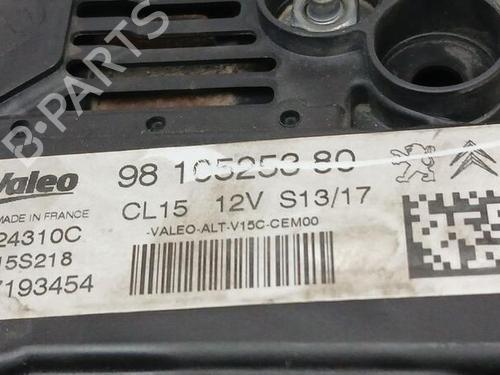 B-PARTS
Valeo 98 105253 80
MADE IN FRANCE CL15 12V S13/17
24310C -VALEO-ALT-V15C-CEM00
15S218
7193454